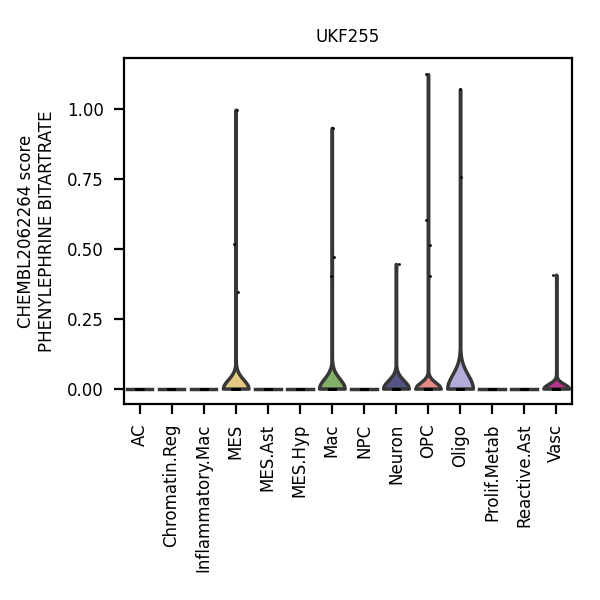 UKF255
CHEMBL2062264 score
PHENYLEPHRINE BITARTRATE
1.00
0.75
0.50
0.25
0.00
AC
Chromatin.Reg
Inflammatory.Mac
MES
MES.Ast
MES.Hyp
Mac
NPC
Neuron
OPC
Oligo
Prolif.Metab
Reactive.Ast
Vasc